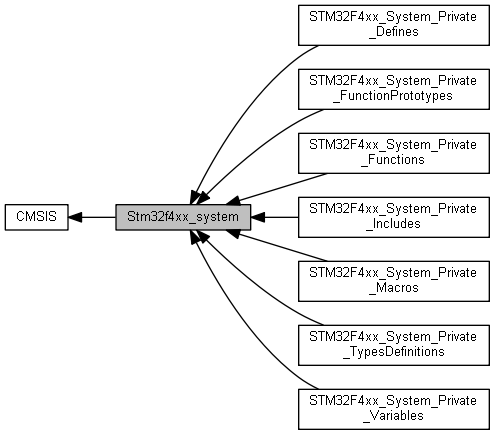 STM32F4xx_System_Private
_Defines
STM32F4xx_System_Private
_FunctionPrototypes
STM32F4xx_System_Private
_Functions
CMSIS
Stm32f4xx_system
STM32F4xx_System_Private
_Includes
STM32F4xx_System_Private
_Macros
STM32F4xx_System_Private
_TypesDefinitions
STM32F4xx_System_Private
_Variables